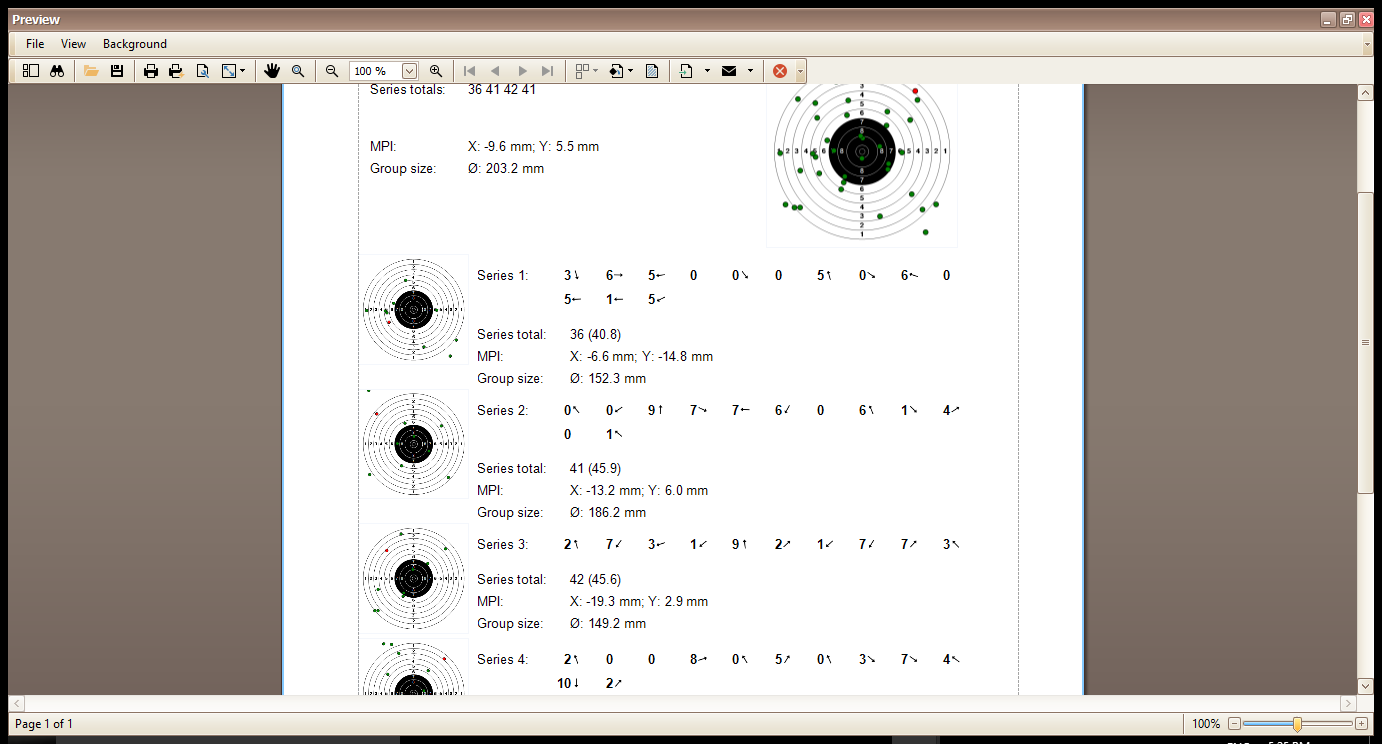 Preview
File View Background
100 %
Series totals: 36 41 42 41
MPI: X: -9.6 mm; Y: 5.5 mm
Group size: Ø: 203.2 mm
Series 1: 3↓ 6→ 5← 0 0↘ 0 5↑ 0↘ 6← 0
5← 1← 5↙
Series total: 36 (40.8)
MPI: X: -6.6 mm; Y: -14.8 mm
Group size: Ø: 152.3 mm
Series 2: 0↖ 0↙ 9↑ 7↘ 7← 6↙ 0 6↖ 1↘ 4↗
0 1↖
Series total: 41 (45.9)
MPI: X: -13.2 mm; Y: 6.0 mm
Group size: Ø: 186.2 mm
Series 3: 2↑ 7↙ 3← 1↙ 9↑ 2↗ 1↙ 7↙ 7↗ 3↖
Series total: 42 (45.6)
MPI: X: -19.3 mm; Y: 2.9 mm
Group size: Ø: 149.2 mm
Series 4: 2↖ 0 0 8→ 0↖ 5↗ 0↖ 3↘ 7↘ 4↖
10↓ 2↗
Page 1 of 1
100%